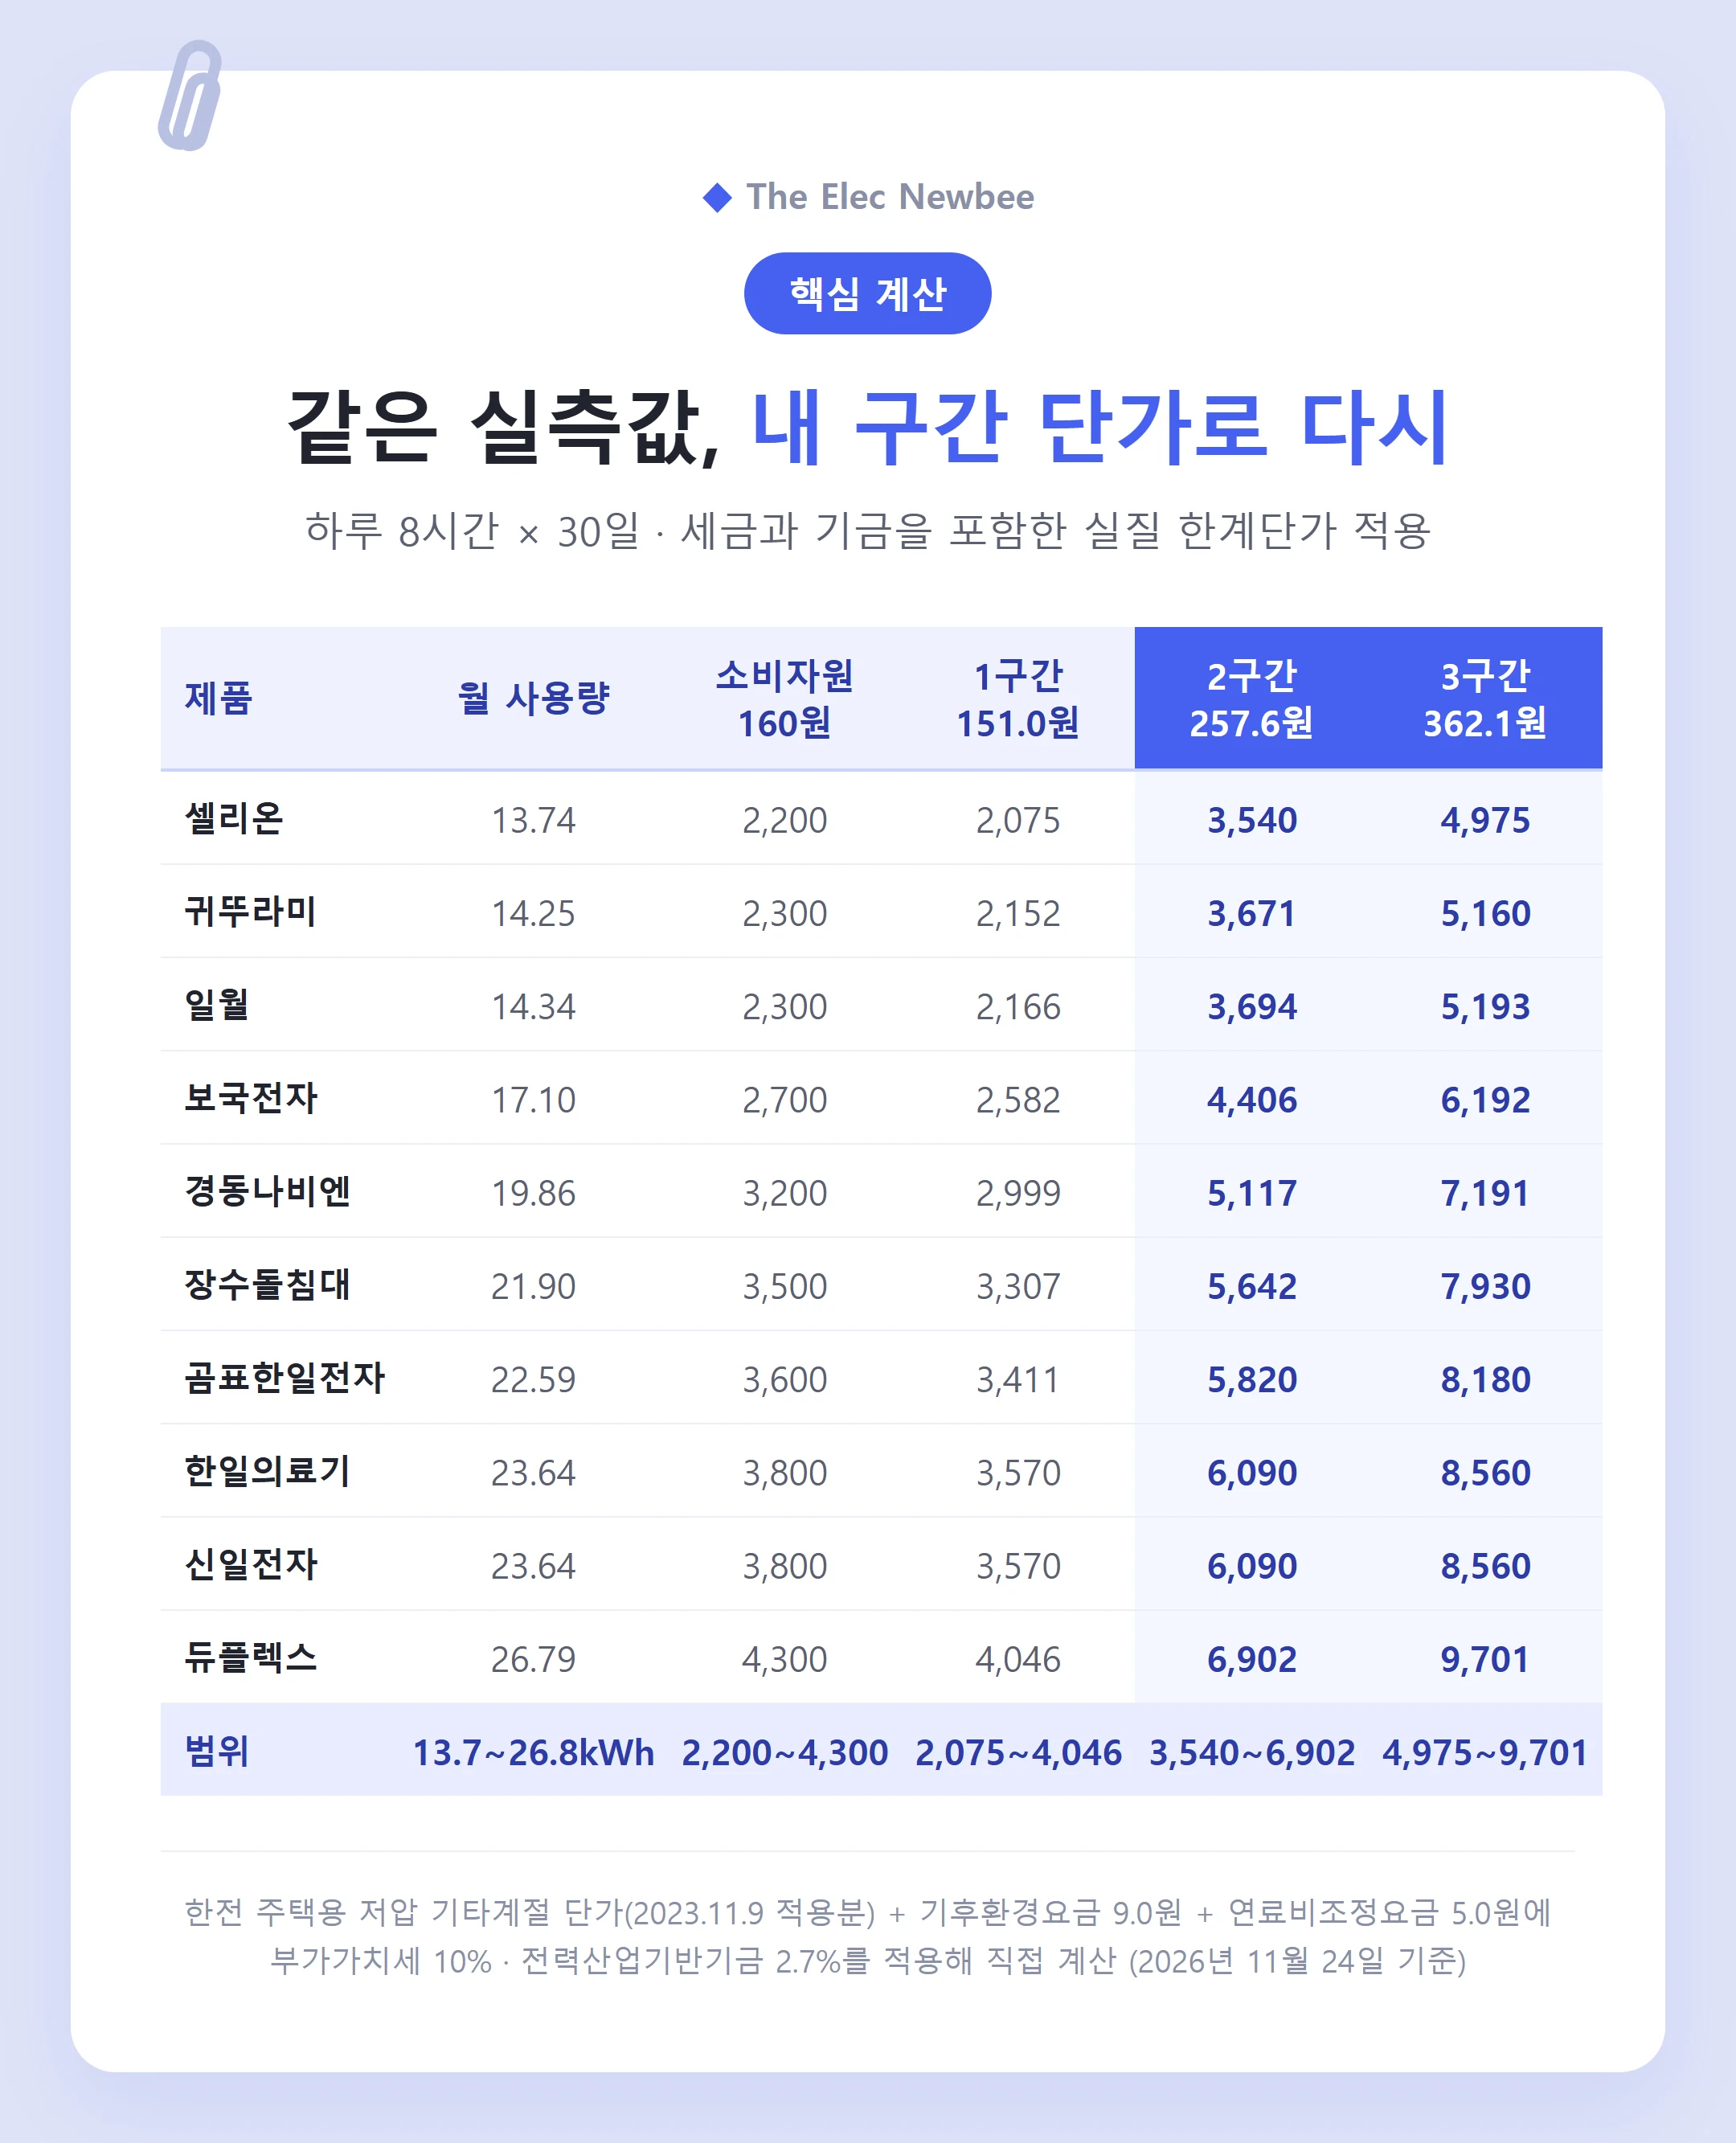 The Elec Newbee
핵심 계산
같은 실측값, 내 구간 단가로 다시
하루 8시간 × 30일 · 세금과 기금을 포함한 실질 한계단가 적용
제품 월 사용량 소비자원 160원 1구간 151.0원 2구간 257.6원 3구간 362.1원
셀리온 13.74 2,200 2,075 3,540 4,975
귀뚜라미 14.25 2,300 2,152 3,671 5,160
일월 14.34 2,300 2,166 3,694 5,193
보국전자 17.10 2,700 2,582 4,406 6,192
경동나비엔 19.86 3,200 2,999 5,117 7,191
장수돌침대 21.90 3,500 3,307 5,642 7,930
곰표한일전자 22.59 3,600 3,411 5,820 8,180
한일의료기 23.64 3,800 3,570 6,090 8,560
신일전자 23.64 3,800 3,570 6,090 8,560
듀플렉스 26.79 4,300 4,046 6,902 9,701
범위 13.7~26.8kWh 2,200~4,300 2,075~4,046 3,540~6,902 4,975~9,701
한전 주택용 저압 기타계절 단가(2023.11.9 적용분) + 기후환경요금 9.0원 + 연료비조정요금 5.0원에
부가가치세 10% · 전력산업기반기금 2.7%를 적용해 직접 계산 (2026년 11월 24일 기준)